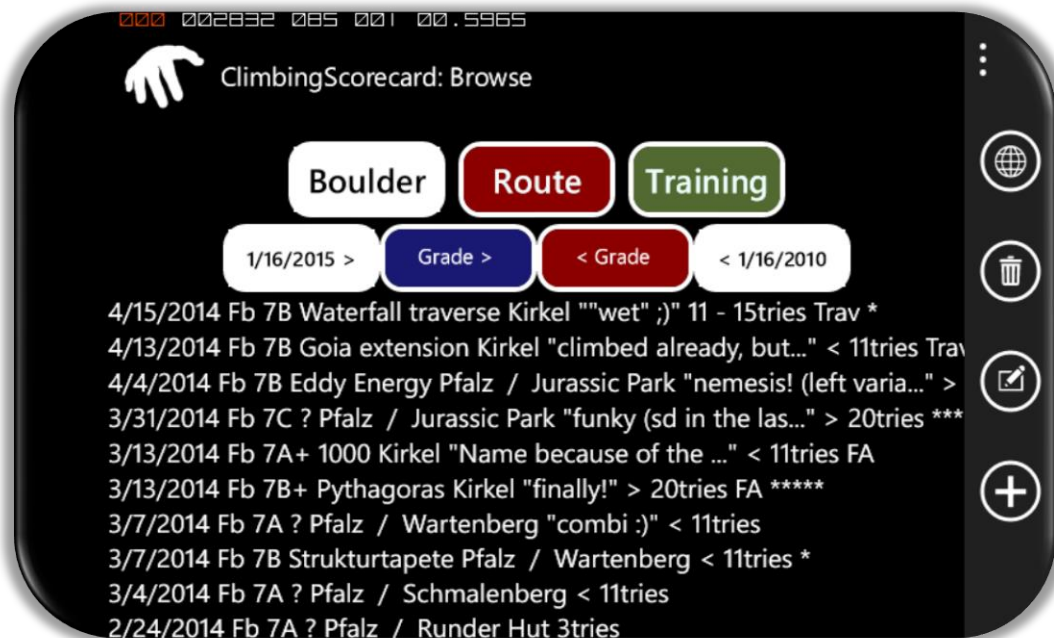 000 002832 085 001 00.5965
ClimbingScorecard: Browse
Boulder Route Training
1/16/2015 > Grade > < Grade < 1/16/2010
4/15/2014 Fb 7B Waterfall traverse Kirkel ""wet" ;)" 11 - 15tries Trav *
4/13/2014 Fb 7B Goia extension Kirkel "climbed already, but..." < 11tries Trav
4/4/2014 Fb 7B Eddy Energy Pfalz / Jurassic Park "nemesis! (left varia..." >
3/31/2014 Fb 7C ? Pfalz / Jurassic Park "funky (sd in the las..." > 20tries ***
3/13/2014 Fb 7A+ 1000 Kirkel "Name because of the ..." < 11tries FA
3/13/2014 Fb 7B+ Pythagoras Kirkel "finally!" > 20tries FA *****
3/7/2014 Fb 7A ? Pfalz / Wartenberg "combi :)" < 11tries
3/7/2014 Fb 7B Strukturtapete Pfalz / Wartenberg < 11tries *
3/4/2014 Fb 7A ? Pfalz / Schmalenberg < 11tries
2/24/2014 Fb 7A ? Pfalz / Runder Hut 3tries